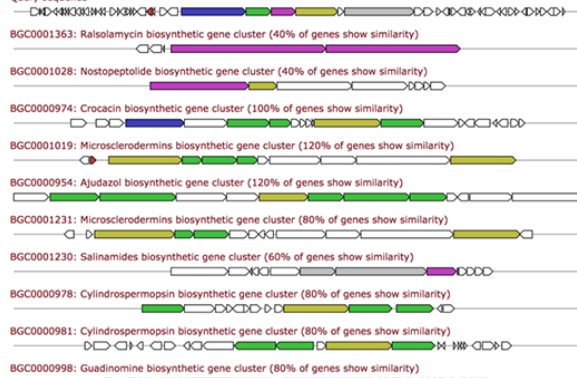 Query sequence
BGC0001363: Ralsolamycin biosynthetic gene cluster (40% of genes show similarity)
BGC0001028: Nostopeptolide biosynthetic gene cluster (40% of genes show similarity)
BGC0000974: Crocacin biosynthetic gene cluster (100% of genes show similarity)
BGC0001019: Microsclerodermins biosynthetic gene cluster (120% of genes show similarity)
BGC0000954: Ajudazol biosynthetic gene cluster (120% of genes show similarity)
BGC0001231: Microsclerodermins biosynthetic gene cluster (80% of genes show similarity)
BGC0001230: Salinamides biosynthetic gene cluster (60% of genes show similarity)
BGC0000978: Cylindrospermopsin biosynthetic gene cluster (80% of genes show similarity)
BGC0000981: Cylindrospermopsin biosynthetic gene cluster (80% of genes show similarity)
BGC0000998: Guadinomine biosynthetic gene cluster (80% of genes show similarity)